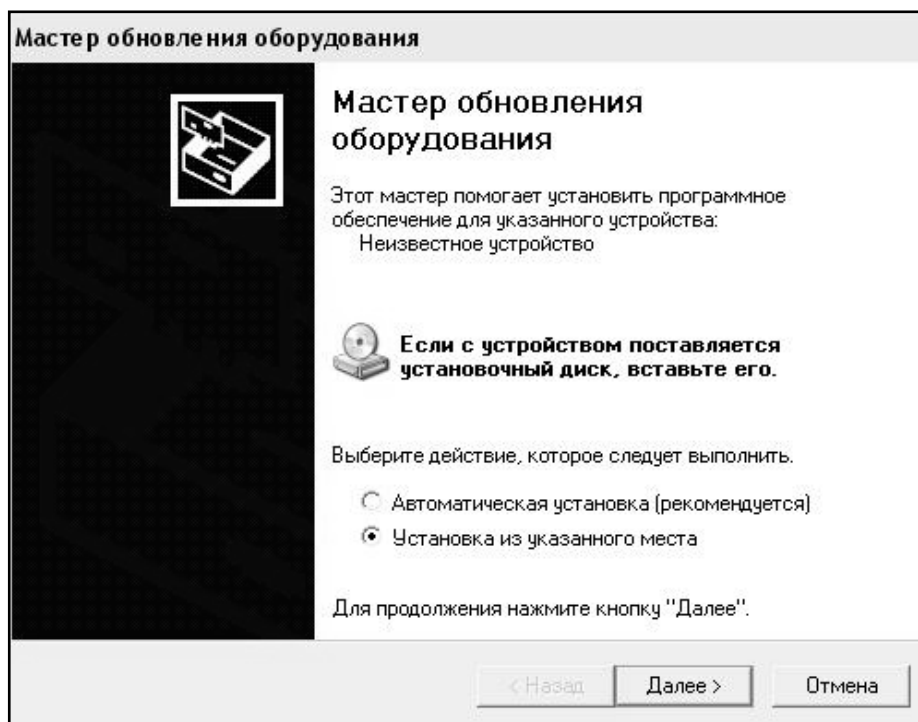 Мастер обновления оборудования
Мастер обновления
оборудования
Этот мастер помогает установить программное
обеспечение для указанного устройства:
Неизвестное устройство
Если с устройством поставляется
установочный диск, вставьте его.
Выберите действие, которое следует выполнить.
Автоматическая установка (рекомендуется)
Установка из указанного места
Для продолжения нажмите кнопку "Далее".
< Назад
Далее >
Отмена